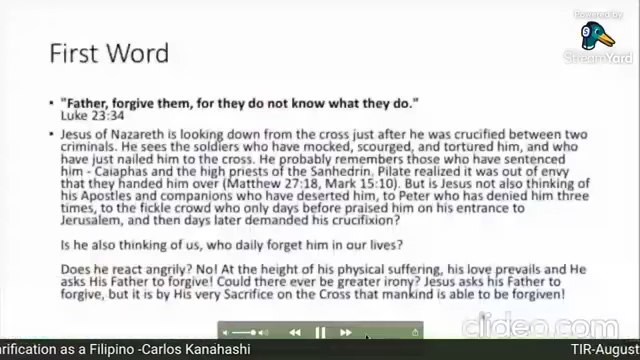 Powered by
StreamYard
First Word
• "Father, forgive them, for they do not know what they do."
Luke 23:34
• Jesus of Nazareth is looking down from the cross just after he was crucified between two
criminals. He sees the soldiers who have mocked, scourged, and tortured him, and who
have just nailed him to the cross. He probably remembers those who have sentenced
him - Caiaphas and the high priests of the Sanhedrin. Pilate realized it was out of envy
that they handed him over (Matthew 27:18, Mark 15:10). But is Jesus not also thinking of
his Apostles and companions who have deserted him, to Peter who has denied him three
times, to the fickle crowd who only days before praised him on his entrance to
Jerusalem, and then days later demanded his crucifixion?
Is he also thinking of us, who daily forget him in our lives?
Does he react angrily? No! At the height of his physical suffering, his love prevails and He
asks His Father to forgive! Could there ever be greater irony? Jesus asks his Father to
forgive, but it is by His very Sacrifice on the Cross that mankind is able to be forgiven!
clideo.com
arification as a Filipino -Carlos Kanahashi
TIR-August